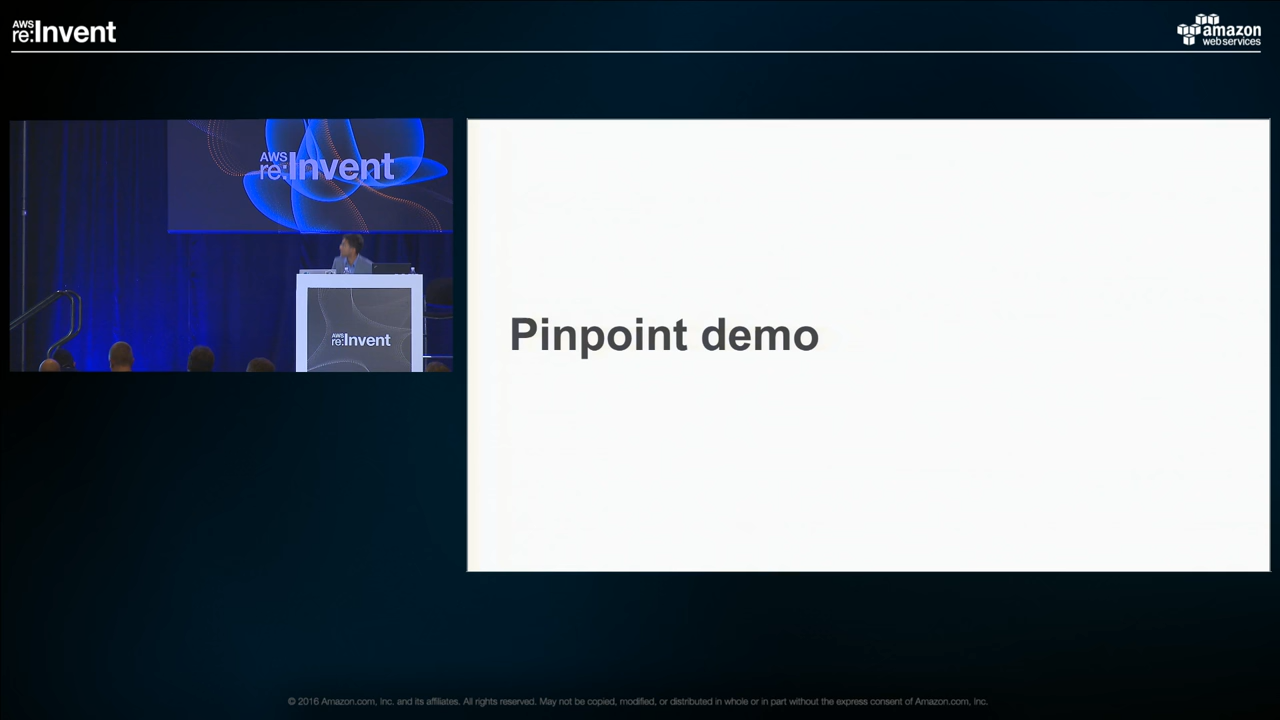 AWS
re:Invent
amazon
web services
AWS
re:Invent
AWS
re:Invent
Pinpoint demo
© 2016 Amazon.com, Inc. and its affiliates. All rights reserved. May not be copied, modified, or distributed in whole or in part without the express consent of Amazon.com, Inc.